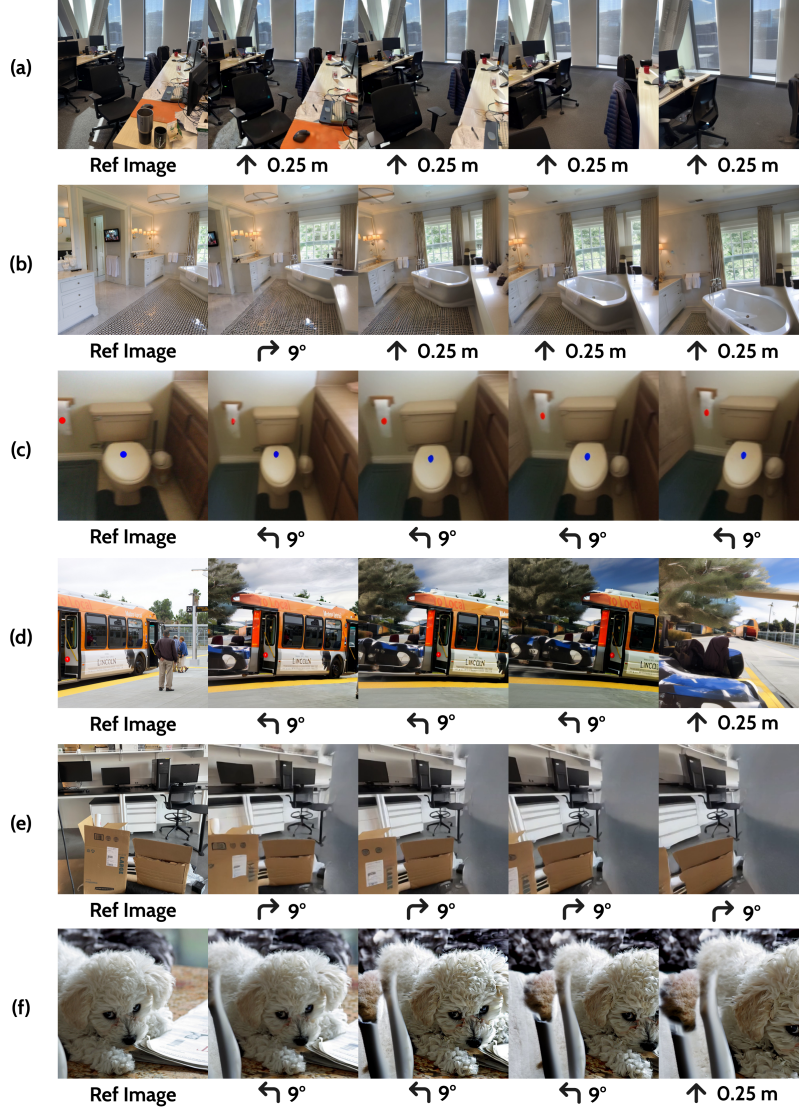 (a)
Ref Image ↑ 0.25 m ↑ 0.25 m ↑ 0.25 m ↑ 0.25 m
(b)
Ref Image ↱ 9° ↑ 0.25 m ↑ 0.25 m ↑ 0.25 m
(c)
Ref Image ↰ 9° ↰ 9° ↰ 9° ↰ 9°
(d)
LINCOLN LINCOLN LINCOLN
Ref Image ↰ 9° ↰ 9° ↰ 9° ↑ 0.25 m
(e)
LARGE
Ref Image ↱ 9° ↱ 9° ↱ 9° ↱ 9°
(f)
Ref Image ↰ 9° ↰ 9° ↰ 9° ↑ 0.25 m